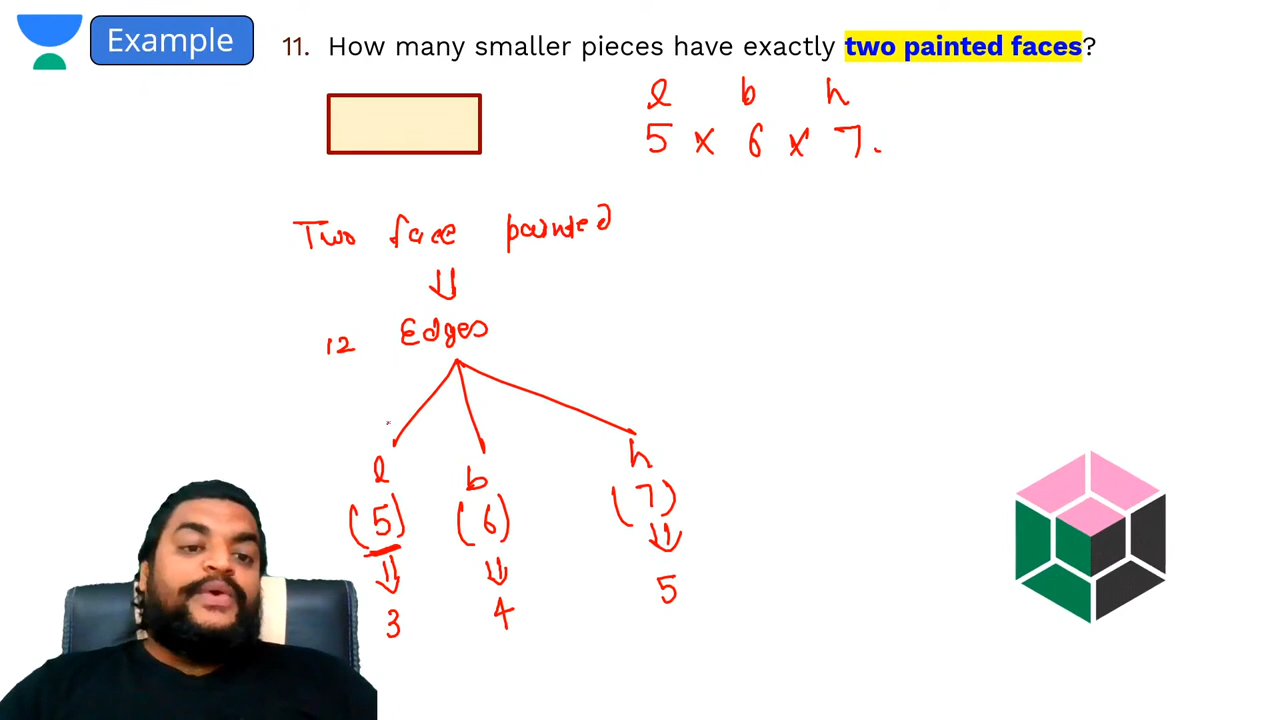 Example
11. How many smaller pieces have exactly two painted faces?
l b h
5 × 6 × 7.
Two face painted
⇓
12 Edges
l b h
(5) (6) (7)
⇓ ⇓ ⇓
3 4 5